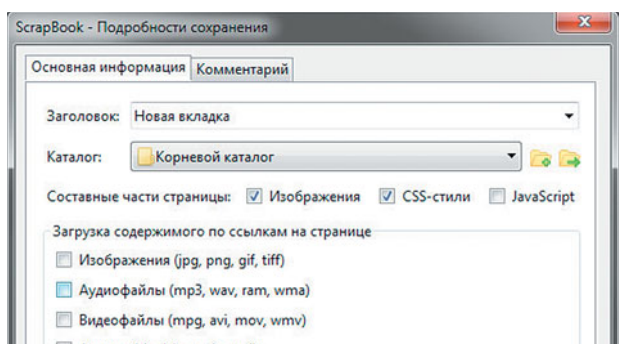 ScrapBook - Подробности сохранения
Основная информация Комментарий
Заголовок: Новая вкладка
Каталог: Корневой каталог
Составные части страницы: Изображения CSS-стили JavaScript
Загрузка содержимого по ссылкам на странице
Изображения (jpg, png, gif, tiff)
Аудиофайлы (mp3, wav, ram, wma)
Видеофайлы (mpg, avi, mov, wmv)